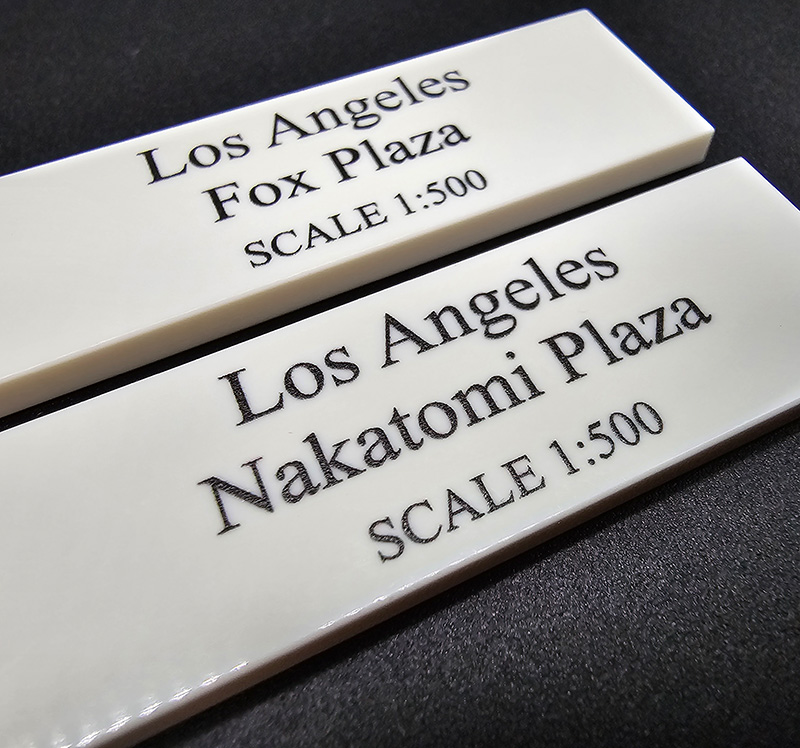 Los Angeles
Fox Plaza
SCALE 1:500
Los Angeles
Nakatomi Plaza
SCALE 1:500